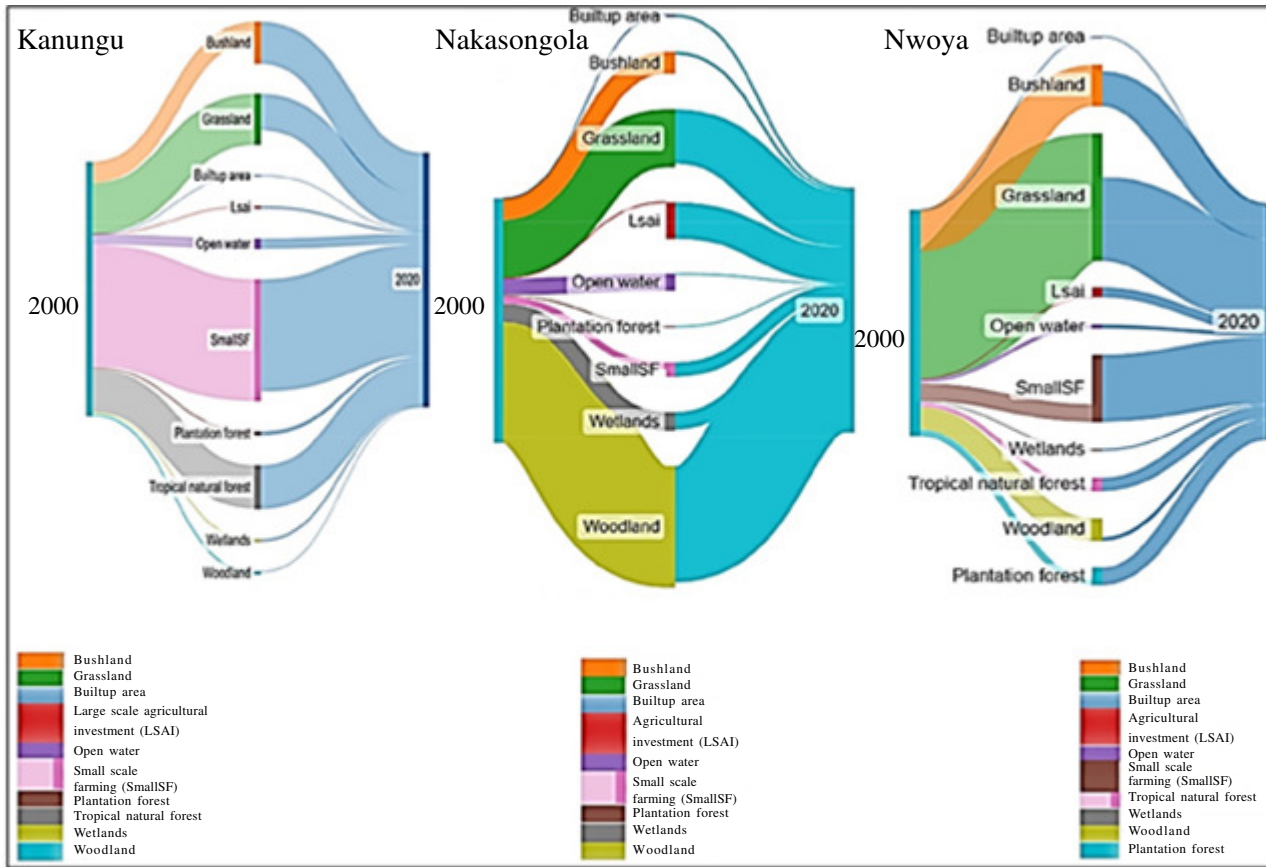 Kanungu
Bushland
Grassland
Builtup area
Lsai
Open water
2000
2020
SmallSF
Plantation forest
Tropical natural forest
Wetlands
Woodland
Nakasongola
Builtup area
Bushland
Grassland
Lsai
Open water
2000
2020
Plantation forest
SmallSF
Wetlands
Woodland
Nwoya
Builtup area
Bushland
Grassland
Lsai
Open water
2000
2020
SmallSF
Wetlands
Tropical natural forest
Woodland
Plantation forest
Bushland
Grassland
Builtup area
Large scale agricultural
investment (LSAI)
Open water
Small scale
farming (SmallSF)
Plantation forest
Tropical natural forest
Wetlands
Woodland
Bushland
Grassland
Builtup area
Agricultural
investment (LSAI)
Open water
Small scale
farming (SmallSF)
Plantation forest
Wetlands
Woodland
Bushland
Grassland
Builtup area
Agricultural
investment (LSAI)
Open water
Small scale
farming (SmallSF)
Tropical natural forest
Wetlands
Woodland
Plantation forest